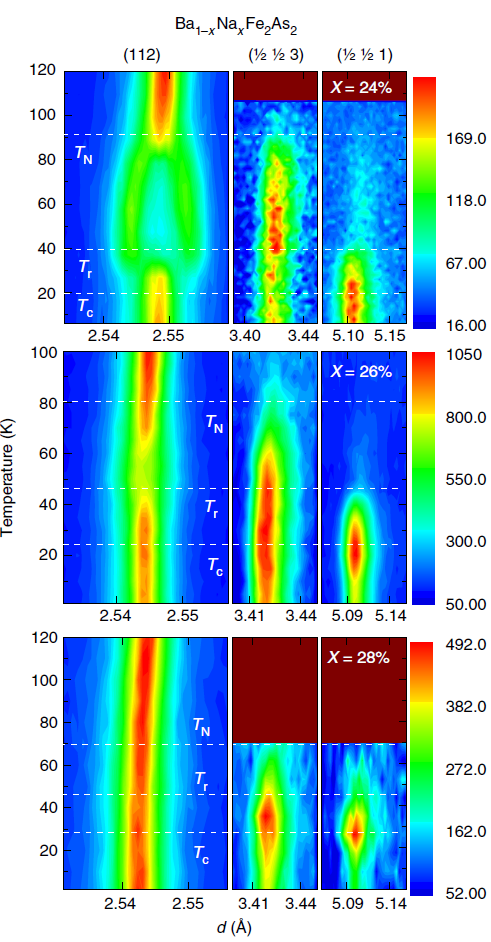 Ba1–xNaxFe2As2
(112) (½ ½ 3) (½ ½ 1)
120 X = 24%
100
169.0
80 TN
118.0
60
40 67.00
Tr
20 Tc 16.00
2.54 2.55 3.40 3.44 5.10 5.15
100 X = 26% 1050
80 800.0
TN
60 550.0
40 Tr 300.0
20 Tc
50.00
2.54 2.55 3.41 3.44 5.09 5.14
Temperature (K)
120 X = 28% 492.0
100
382.0
80 TN
272.0
60 Tr
40 162.0
20 Tc
52.00
2.54 2.55 3.41 3.44 5.09 5.14
d (Å)